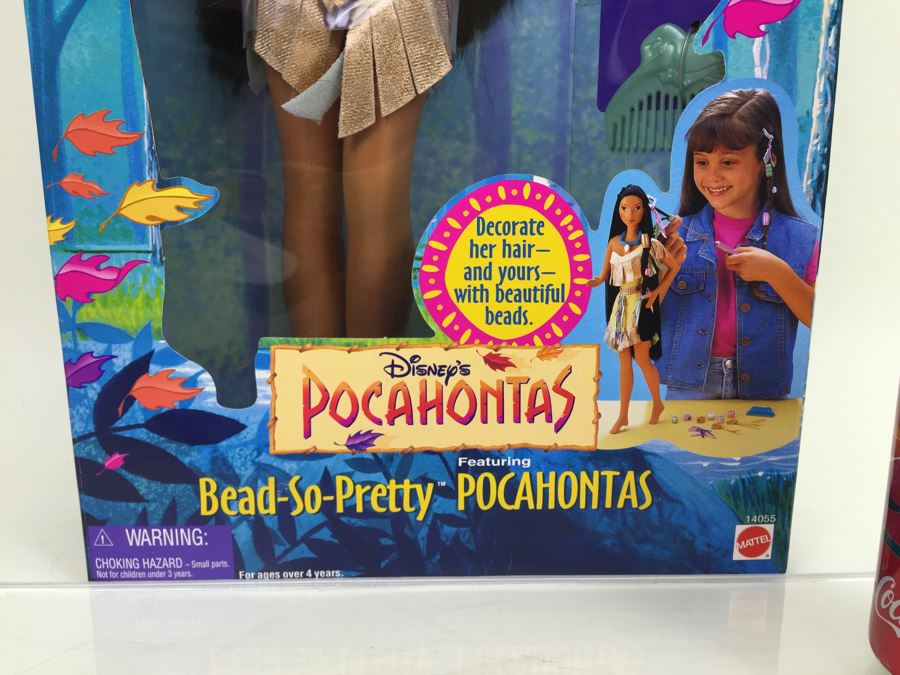 Decorate
her hair—
and yours—
with beautiful
beads.
Disney's
POCAHONTAS
Featuring
Bead-So-Pretty™ POCAHONTAS
14055
MATTEL
⚠ WARNING:
CHOKING HAZARD – Small parts.
Not for children under 3 years.
For ages over 4 years.